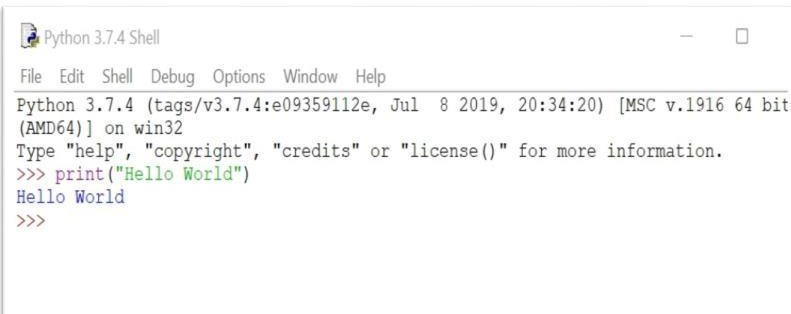 Python 3.7.4 Shell
File Edit Shell Debug Options Window Help
Python 3.7.4 (tags/v3.7.4:e09359112e, Jul  8 2019, 20:34:20) [MSC v.1916 64 bit
(AMD64)] on win32
Type "help", "copyright", "credits" or "license()" for more information.
>>> print("Hello World")
Hello World
>>>